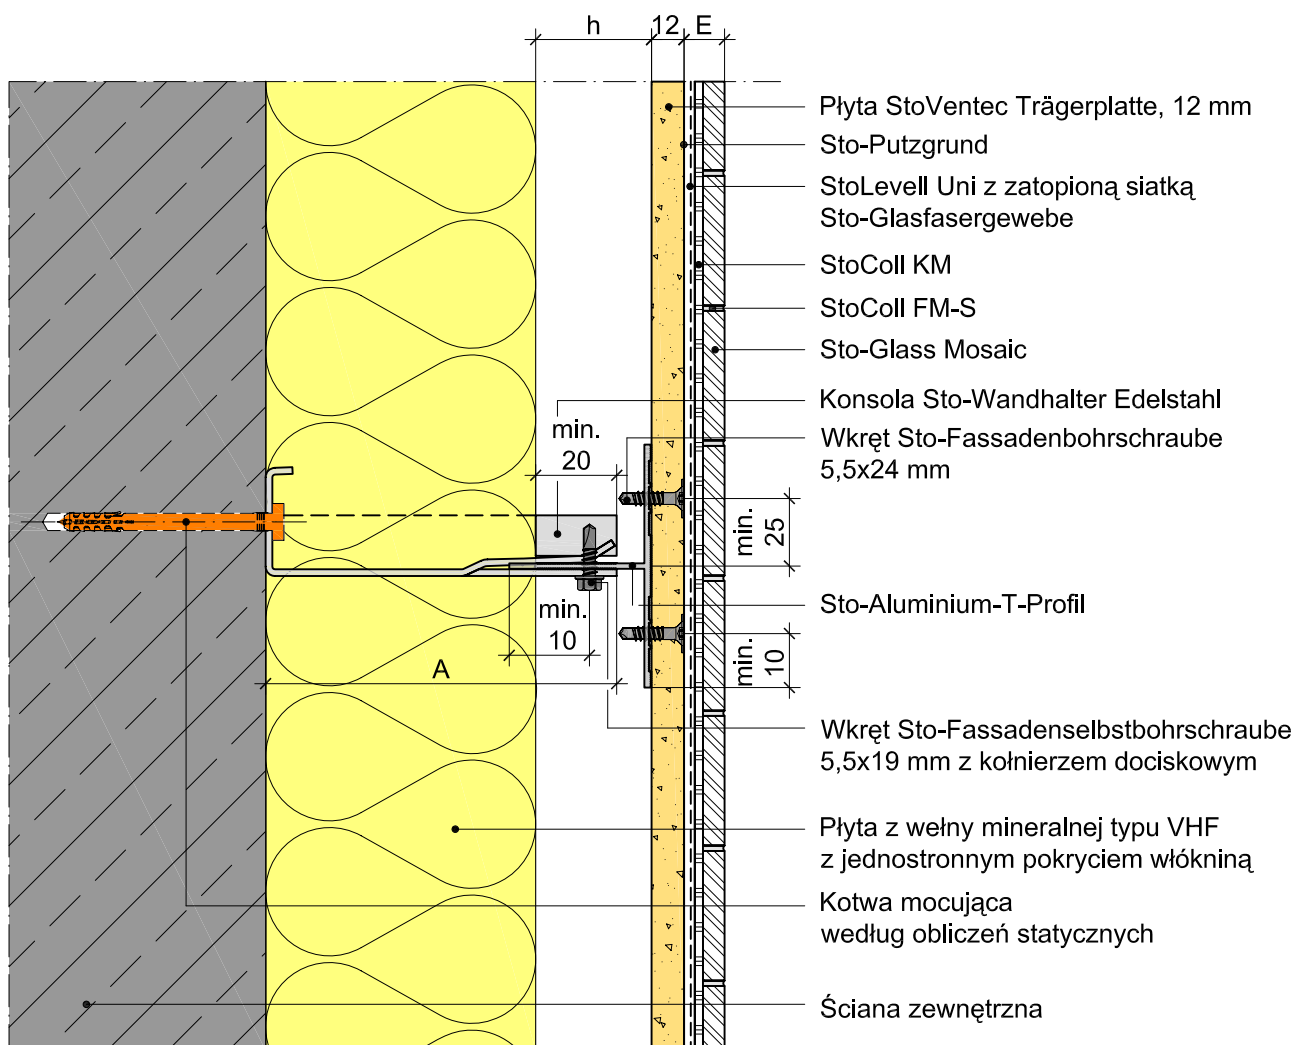 h
12
E
Płyta StoVentec Trägerplatte, 12 mm
Sto-Putzgrund
StoLevell Uni z zatopioną siatką
Sto-Glasfasergewebe
StoColl KM
StoColl FM-S
Sto-Glass Mosaic
Konsola Sto-Wandhalter Edelstahl
Wkręt Sto-Fassadenbohrschraube
5,5x24 mm
min.
20
min.
25
Sto-Aluminium-T-Profil
min.
10
min.
10
A
Wkręt Sto-Fassadenselbstbohrschraube
5,5x19 mm z kołnierzem dociskowym
Płyta z wełny mineralnej typu VHF
z jednostronnym pokryciem włókniną
Kotwa mocująca
według obliczeń statycznych
Ściana zewnętrzna